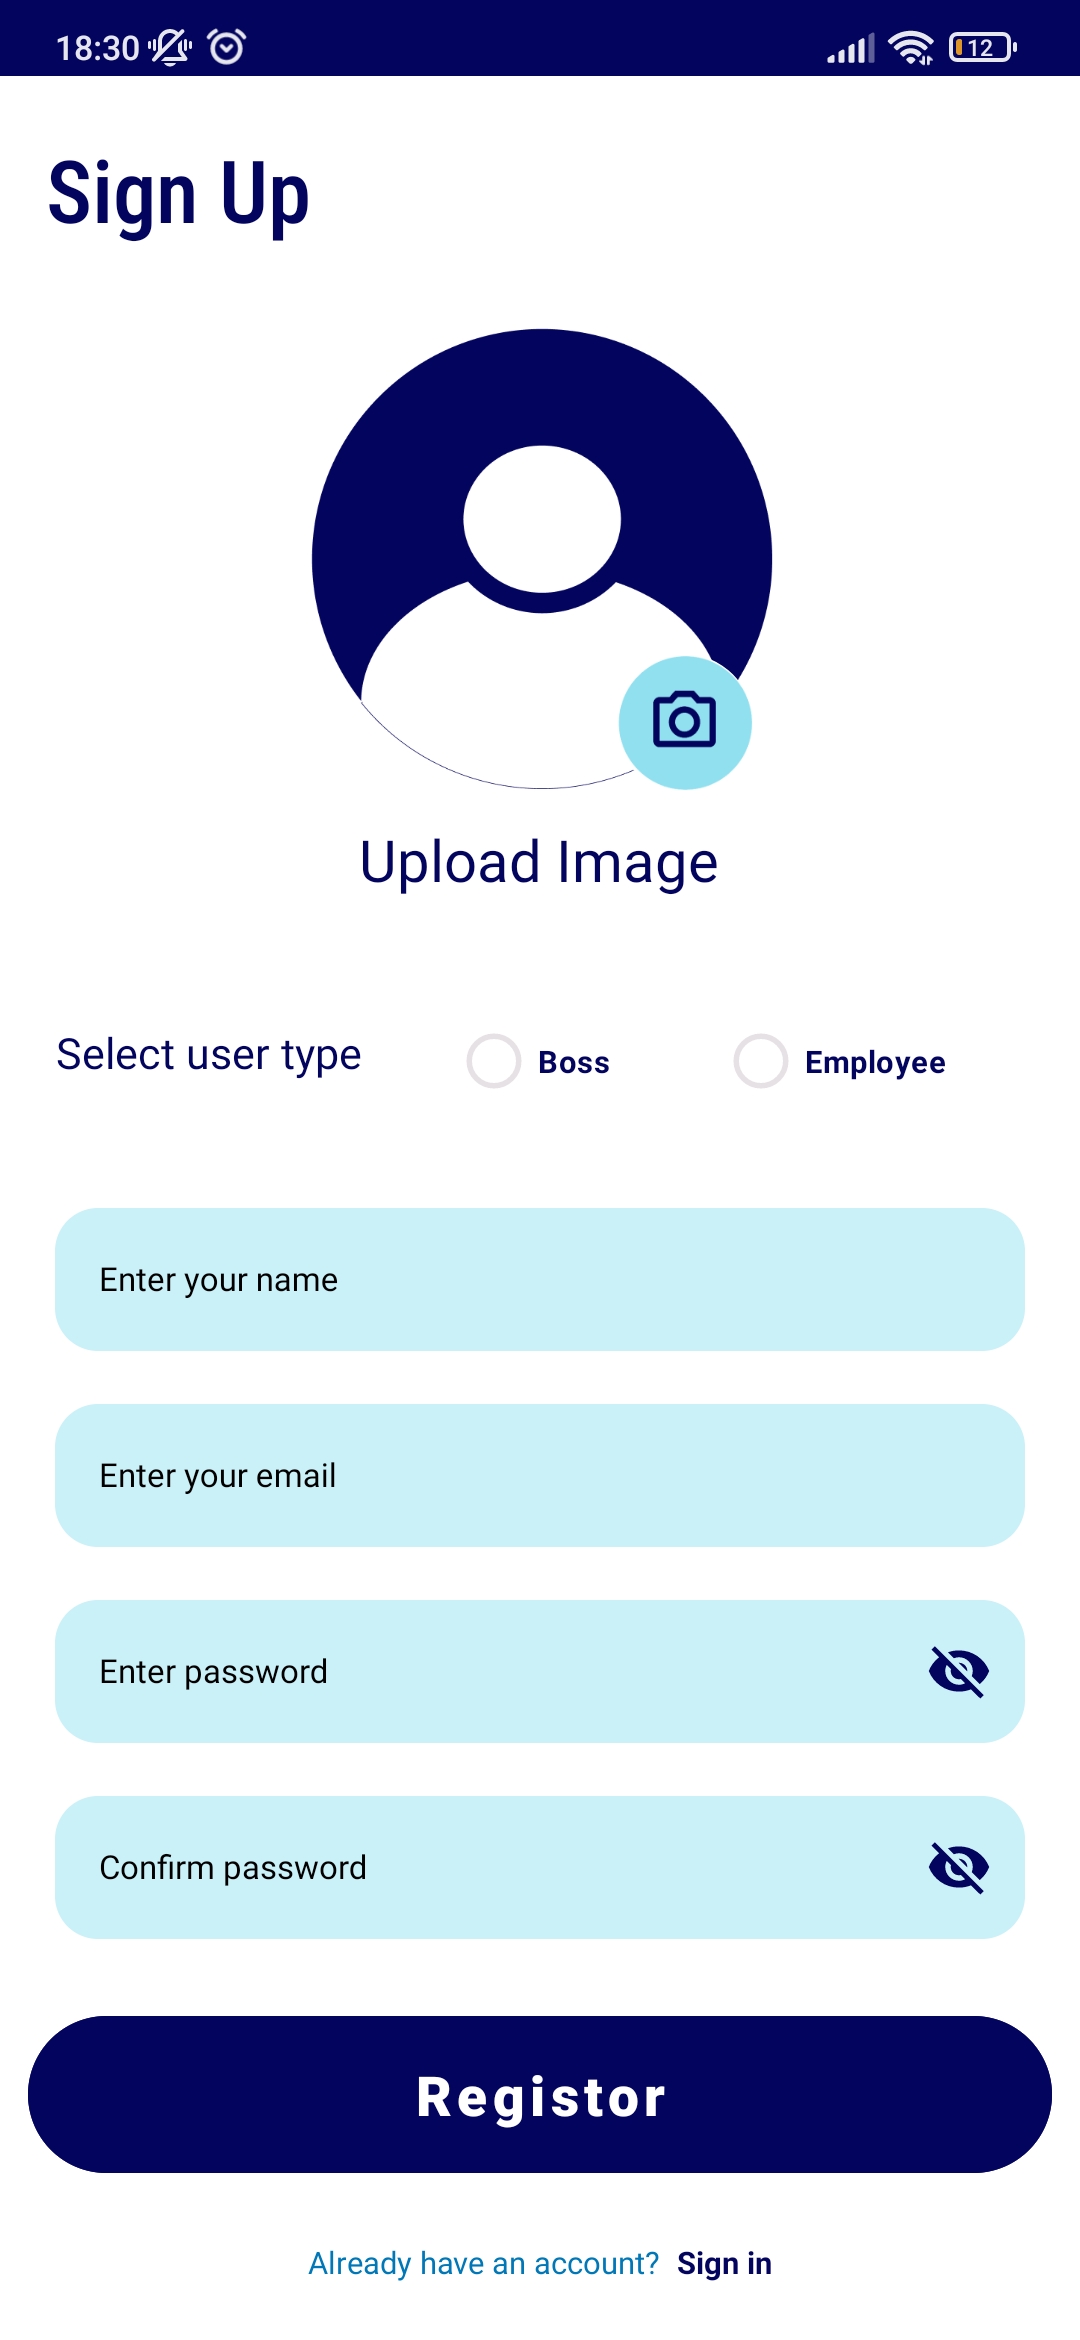 18:30 12
Sign Up
Upload Image
Select user type Boss Employee
Enter your name
Enter your email
Enter password
Confirm password
Registor
Already have an account? Sign in